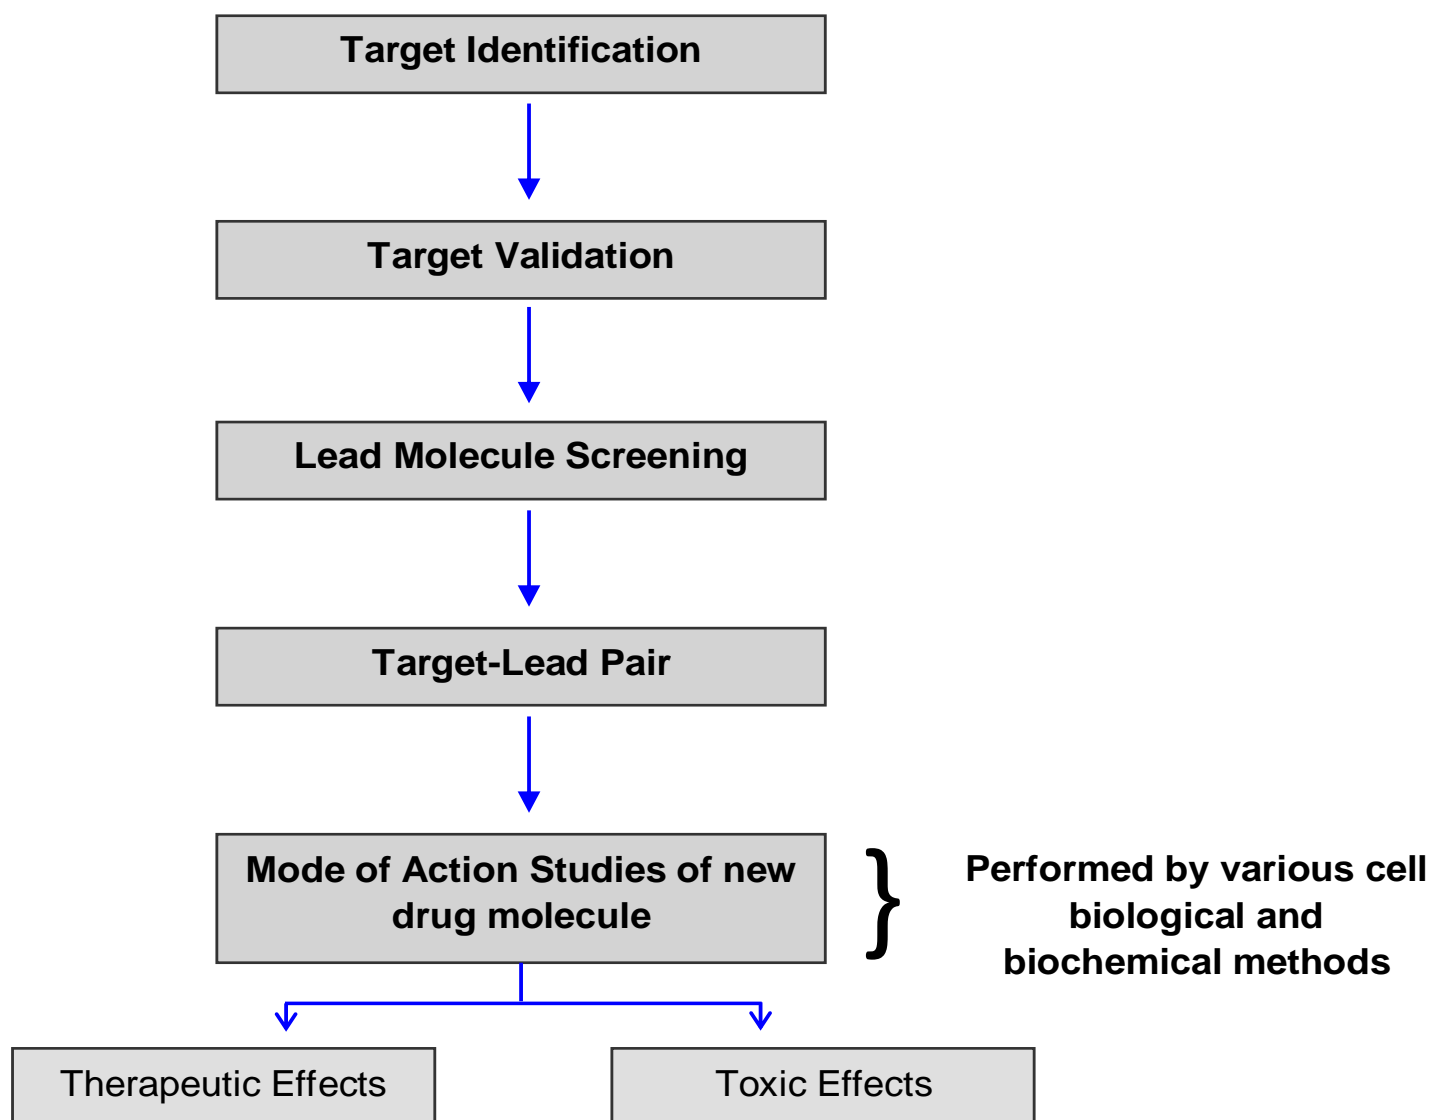 Target Identification
Target Validation
Lead Molecule Screening
Target-Lead Pair
Mode of Action Studies of new
drug molecule
}
Performed by various cell
biological and
biochemical methods
Therapeutic Effects
Toxic Effects